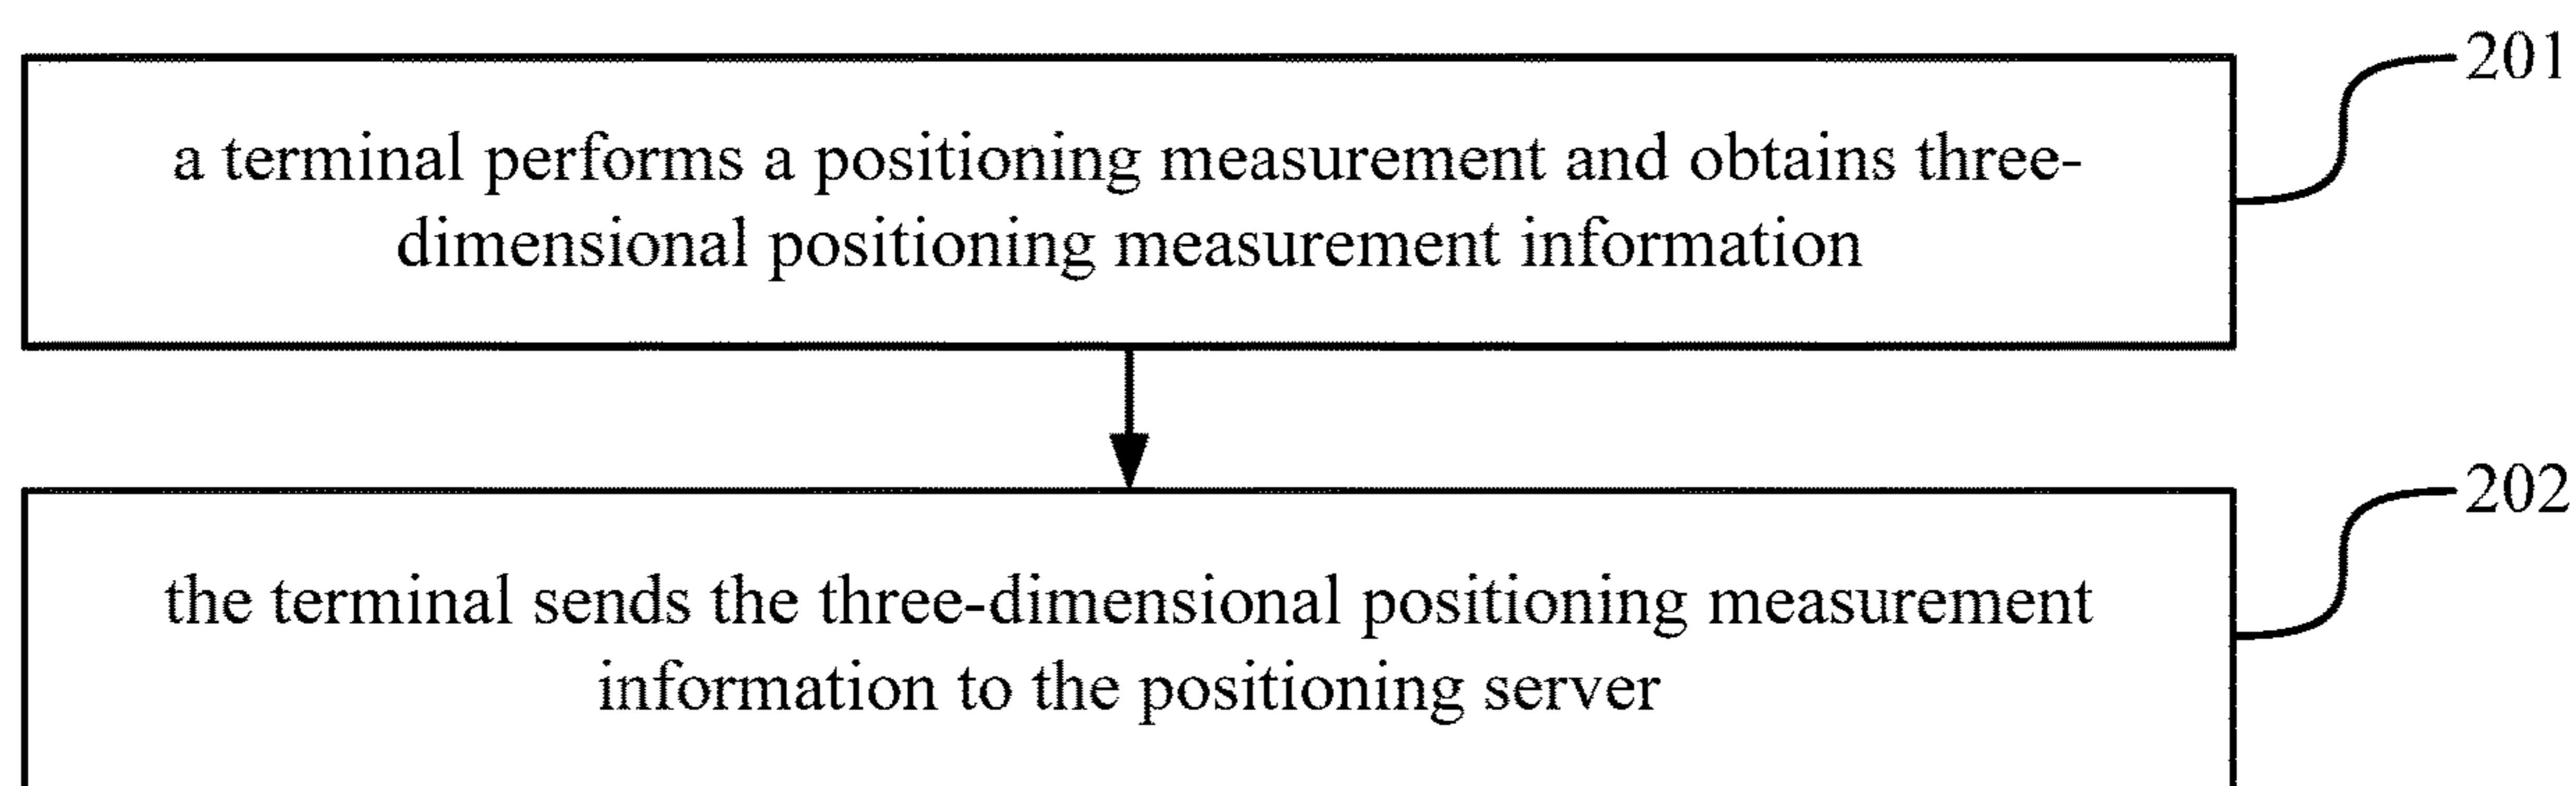 201
a terminal performs a positioning measurement and obtains three-
dimensional positioning measurement information
202
the terminal sends the three-dimensional positioning measurement
information to the positioning server